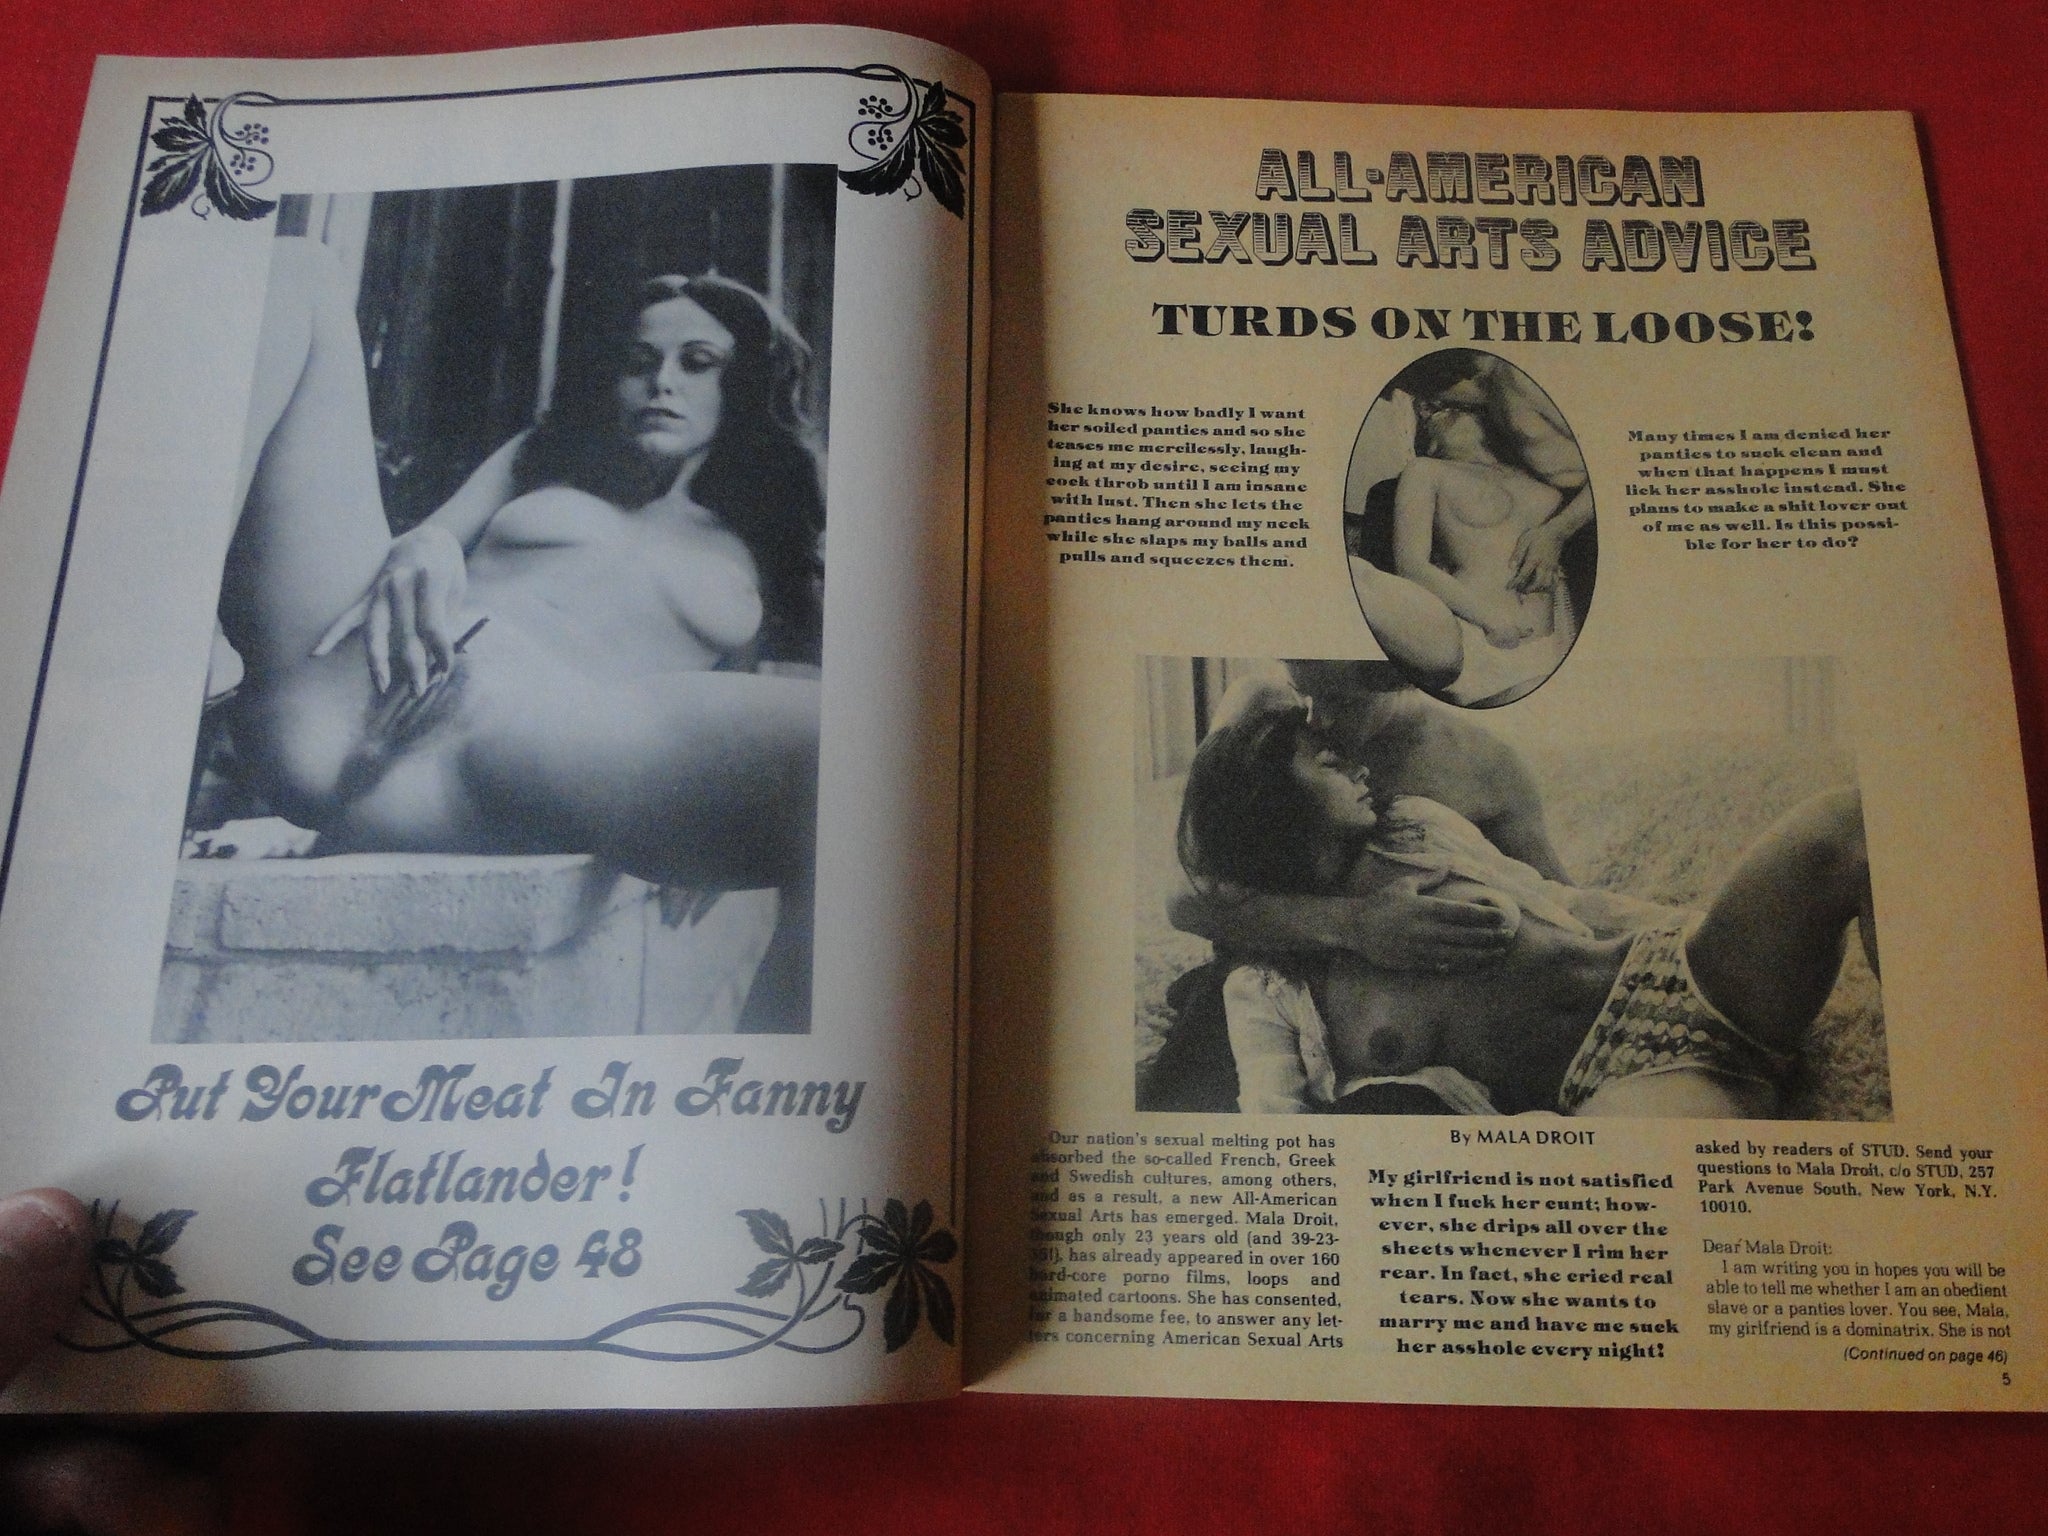 Put Your Meat In Fanny
Flatlander!
See Page 48
ALL-AMERICAN
SEXUAL ARTS ADVICE
TURDS ON THE LOOSE!
She knows how badly I want
her soiled panties and so she
teases me mercilessly, laugh-
ing at my desire, seeing my
cock throb until I am insane
with lust. Then she lets the
panties hang around my neck
while she slaps my balls and
pulls and squeezes them.
Many times I am denied her
panties to suck clean and
when that happens I must
lick her asshole instead. She
plans to make a shit lover out
of me as well. Is this possi-
ble for her to do?
Our nation's sexual melting pot has
absorbed the so-called French, Greek
and Swedish cultures, among others,
and as a result, a new All-American
Sexual Arts has emerged. Mala Droit,
though only 23 years old (and 39-23-
has already appeared in over 160
hard-core porno films, loops and
animated cartoons. She has consented,
for a handsome fee, to answer any let-
ters concerning American Sexual Arts
By MALA DROIT
My girlfriend is not satisfied
when I fuck her cunt; how-
ever, she drips all over the
sheets whenever I rim her
rear. In fact, she cried real
tears. Now she wants to
marry me and have me suck
her asshole every night!
asked by readers of STUD. Send your
questions to Mala Droit, c/o STUD, 257
Park Avenue South, New York, N.Y.
10010.
Dear Mala Droit:
I am writing you in hopes you will be
able to tell me whether I am an obedient
slave or a panties lover. You see, Mala,
my girlfriend is a dominatrix. She is not
(Continued on page 46)
5